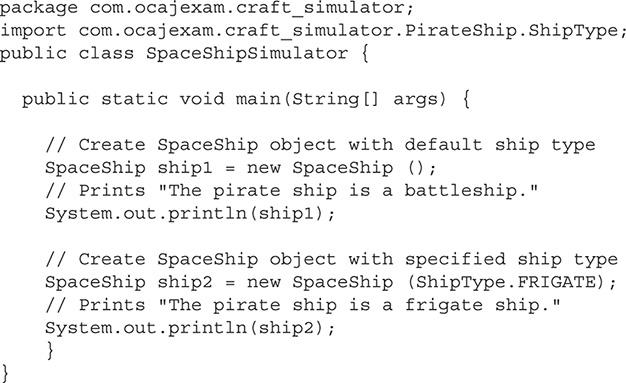 package com.ocajexam.craft_simulator;
import com.ocajexam.craft_simulator.PirateShip.ShipType;
public class SpaceShipSimulator {
public static void main(String[] args) {
// Create SpaceShip object with default ship type
SpaceShip ship1 = new SpaceShip ();
// Prints "The pirate ship is a battleship."
System.out.println(ship1);
// Create SpaceShip object with specified ship type
SpaceShip ship2 = new SpaceShip (ShipType.FRIGATE);
// Prints "The pirate ship is a frigate ship."
System.out.println(ship2);
}
}